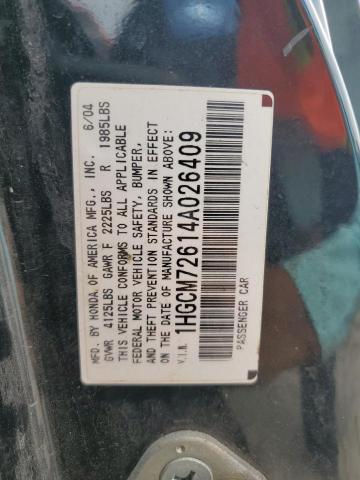 MFD. BY HONDA OF AMERICA MFG., INC. 6/04
GVWR 4125LBS GAWR F 2225LBS R 1985LBS
THIS VEHICLE CONFORMS TO ALL APPLICABLE
FEDERAL MOTOR VEHICLE SAFETY, BUMPER,
AND THEFT PREVENTION STANDARDS IN EFFECT
ON THE DATE OF MANUFACTURE SHOWN ABOVE:
1HGCM72614A026409
V.I.N. PASSENGER CAR